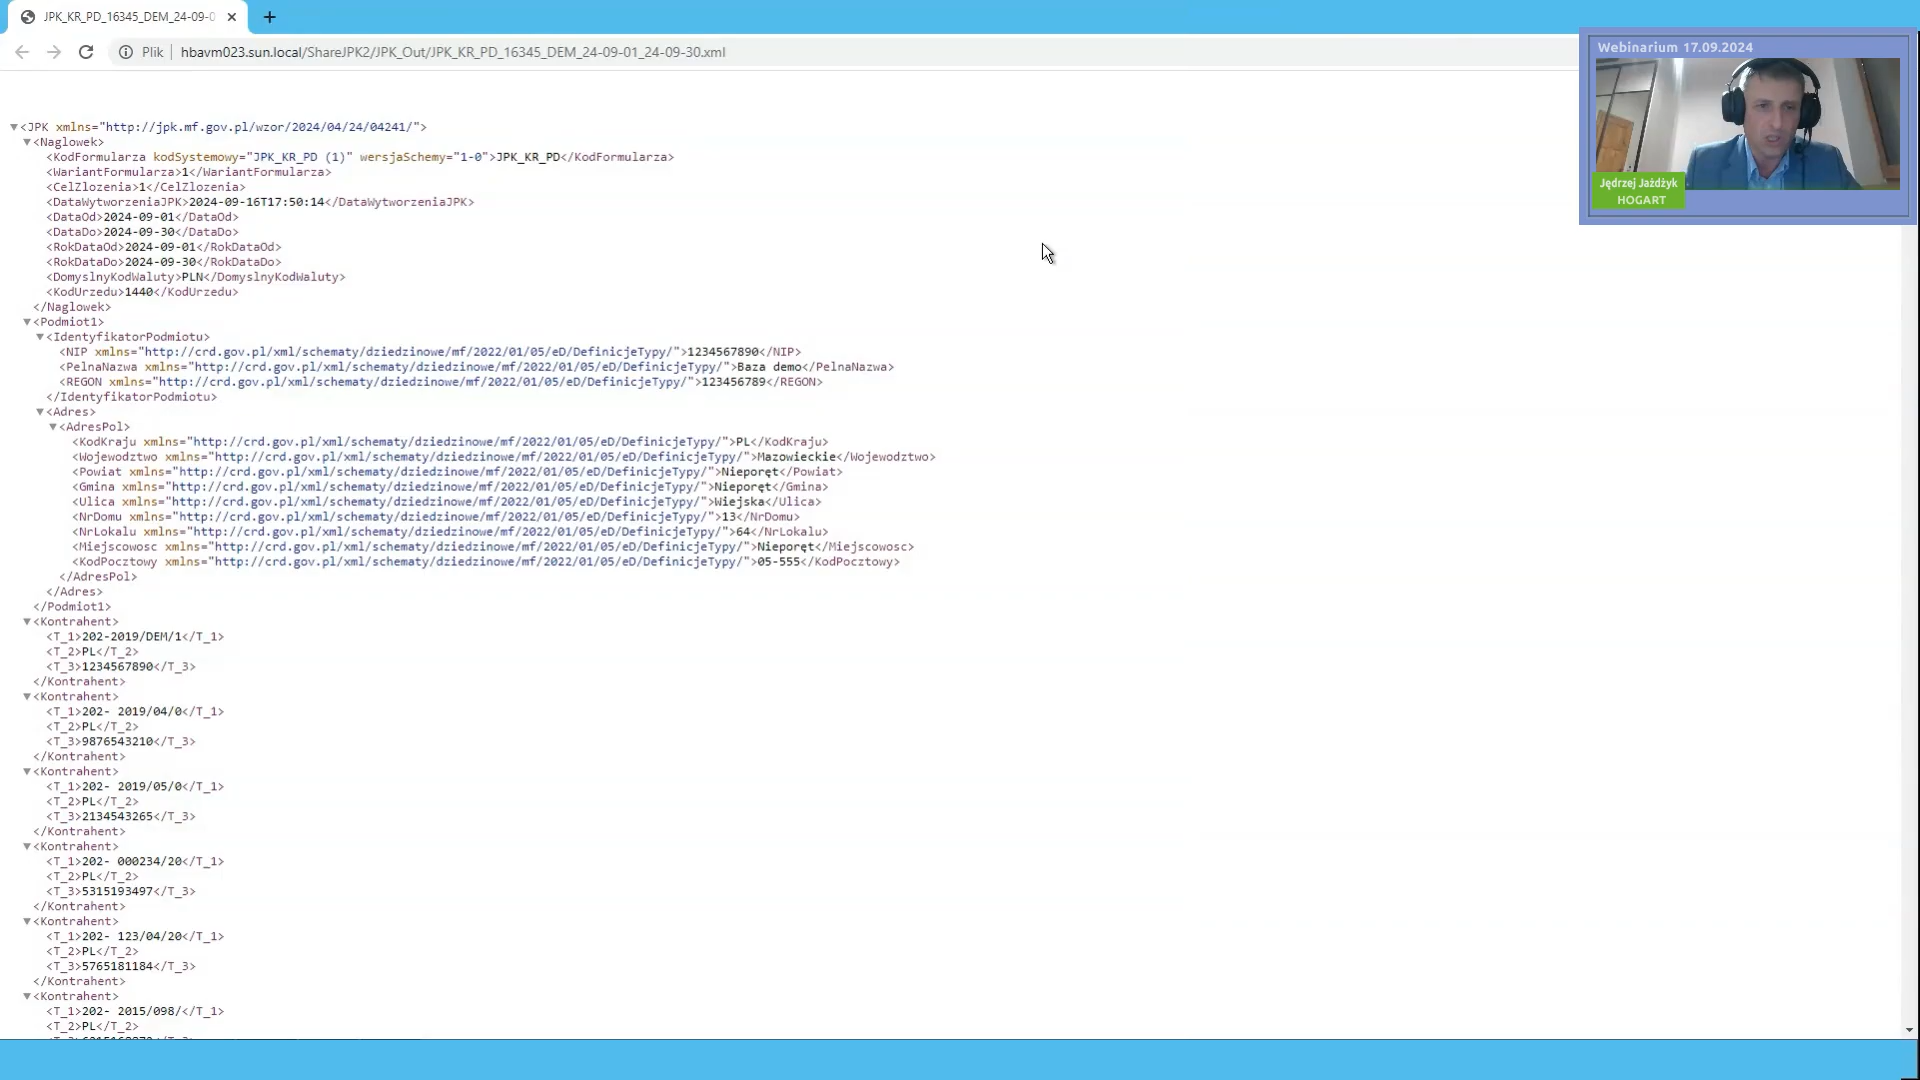 JPK_KR_PD_16345_DEM_24-09-0
Plik hbavm023.sun.local/ShareJPK2/JPK_Out/JPK_KR_PD_16345_DEM_24-09-01_24-09-30.xml
Webinarium 17.09.2024
Jędrzej Jażdżyk
HOGART
<JPK xmlns="http://jpk.mf.gov.pl/wzor/2024/04/24/04241/">
<Naglowek>
<KodFormularza kodSystemowy="JPK_KR_PD (1)" wersjaSchemy="1-0">JPK_KR_PD</KodFormularza>
<WariantFormularza>1</WariantFormularza>
<CelZlozenia>1</CelZlozenia>
<DataWytworzeniaJPK>2024-09-16T17:50:14</DataWytworzeniaJPK>
<DataOd>2024-09-01</DataOd>
<DataDo>2024-09-30</DataDo>
<RokDataOd>2024-09-01</RokDataOd>
<RokDataDo>2024-09-30</RokDataDo>
<DomyslnyKodWaluty>PLN</DomyslnyKodWaluty>
<KodUrzedu>1440</KodUrzedu>
</Naglowek>
<Podmiot1>
<IdentyfikatorPodmiotu>
<NIP xmlns="http://crd.gov.pl/xml/schematy/dziedzinowe/mf/2022/01/05/eD/DefinicjeTypy/">1234567890</NIP>
<PelnaNazwa xmlns="http://crd.gov.pl/xml/schematy/dziedzinowe/mf/2022/01/05/eD/DefinicjeTypy/">Baza demo</PelnaNazwa>
<REGON xmlns="http://crd.gov.pl/xml/schematy/dziedzinowe/mf/2022/01/05/eD/DefinicjeTypy/">123456789</REGON>
</IdentyfikatorPodmiotu>
<Adres>
<AdresPol>
<KodKraju xmlns="http://crd.gov.pl/xml/schematy/dziedzinowe/mf/2022/01/05/eD/DefinicjeTypy/">PL</KodKraju>
<Wojewodztwo xmlns="http://crd.gov.pl/xml/schematy/dziedzinowe/mf/2022/01/05/eD/DefinicjeTypy/">Mazowieckie</Wojewodztwo>
<Powiat xmlns="http://crd.gov.pl/xml/schematy/dziedzinowe/mf/2022/01/05/eD/DefinicjeTypy/">Nieporęt</Powiat>
<Gmina xmlns="http://crd.gov.pl/xml/schematy/dziedzinowe/mf/2022/01/05/eD/DefinicjeTypy/">Nieporęt</Gmina>
<Ulica xmlns="http://crd.gov.pl/xml/schematy/dziedzinowe/mf/2022/01/05/eD/DefinicjeTypy/">Wiejska</Ulica>
<NrDomu xmlns="http://crd.gov.pl/xml/schematy/dziedzinowe/mf/2022/01/05/eD/DefinicjeTypy/">13</NrDomu>
<NrLokalu xmlns="http://crd.gov.pl/xml/schematy/dziedzinowe/mf/2022/01/05/eD/DefinicjeTypy/">64</NrLokalu>
<Miejscowosc xmlns="http://crd.gov.pl/xml/schematy/dziedzinowe/mf/2022/01/05/eD/DefinicjeTypy/">Nieporęt</Miejscowosc>
<KodPocztowy xmlns="http://crd.gov.pl/xml/schematy/dziedzinowe/mf/2022/01/05/eD/DefinicjeTypy/">05-555</KodPocztowy>
</AdresPol>
</Adres>
</Podmiot1>
<Kontrahent>
<T_1>202-2019/DEM/1</T_1>
<T_2>PL</T_2>
<T_3>1234567890</T_3>
</Kontrahent>
<Kontrahent>
<T_1>202- 2019/04/0</T_1>
<T_2>PL</T_2>
<T_3>9876543210</T_3>
</Kontrahent>
<Kontrahent>
<T_1>202- 2019/05/0</T_1>
<T_2>PL</T_2>
<T_3>2134543265</T_3>
</Kontrahent>
<Kontrahent>
<T_1>202- 000234/20</T_1>
<T_2>PL</T_2>
<T_3>5315193497</T_3>
</Kontrahent>
<Kontrahent>
<T_1>202- 123/04/20</T_1>
<T_2>PL</T_2>
<T_3>5765181184</T_3>
</Kontrahent>
<Kontrahent>
<T_1>202- 2015/098/</T_1>
<T_2>PL</T_2>